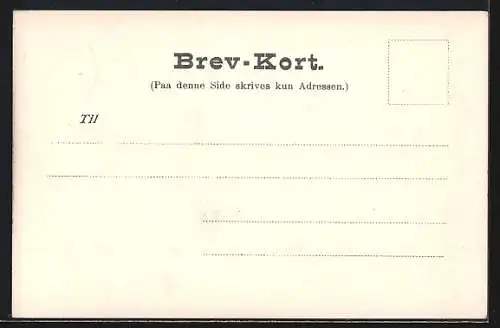 Brev-Kort.
(Paa denne Side skrives kun Adressen.)
Til